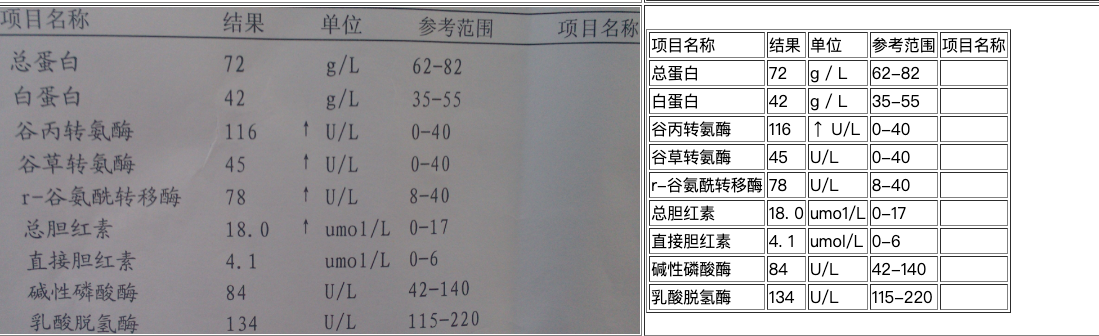 项目名称 结果 单位 参考范围 项目名称
总蛋白 72 g/L 62-82
白蛋白 42 g/L 35-55
谷丙转氨酶 116 ↑ U/L 0-40
谷草转氨酶 45 ↑ U/L 0-40
r-谷氨酰转移酶 78 ↑ U/L 8-40
总胆红素 18.0 ↑ umol/L 0-17
直接胆红素 4.1 umol/L 0-6
碱性磷酸酶 84 U/L 42-140
乳酸脱氢酶 134 U/L 115-220
项目名称 结果 单位 参考范围 项目名称
总蛋白 72 g / L 62-82
白蛋白 42 g / L 35-55
谷丙转氨酶 116 ↑ U/L 0-40
谷草转氨酶 45 U/L 0-40
r-谷氨酰转移酶 78 U/L 8-40
总胆红素 18. 0 umo1/L 0-17
直接胆红素 4. 1 umol/L 0-6
碱性磷酸酶 84 U/L 42-140
乳酸脱氢酶 134 U/L 115-220